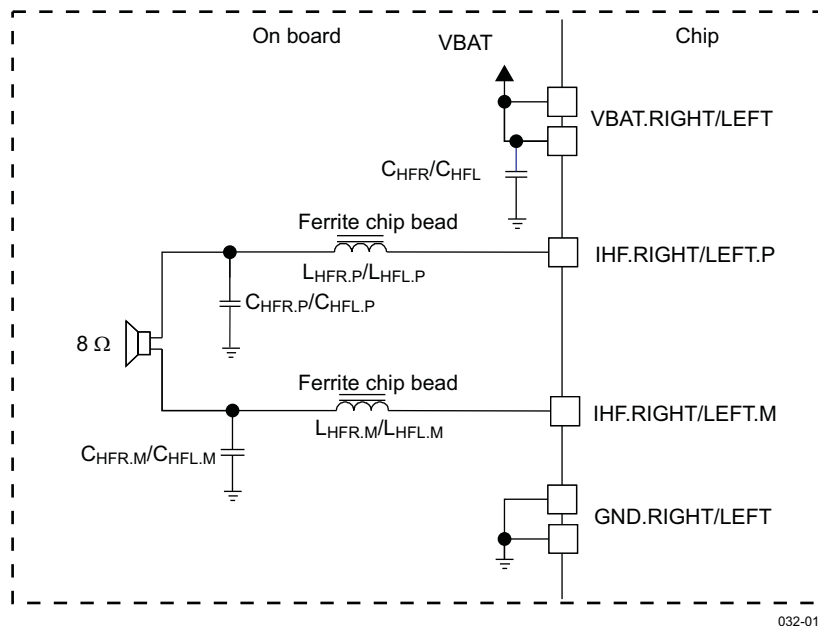 On board
VBAT
Chip
VBAT.RIGHT/LEFT
CHFR/CHFL
Ferrite chip bead
IHF.RIGHT/LEFT.P
LHFR.P/LHFL.P
CHFR.P/CHFL.P
8 Ω
Ferrite chip bead
IHF.RIGHT/LEFT.M
LHFR.M/LHFL.M
CHFR.M/CHFL.M
GND.RIGHT/LEFT
032-01